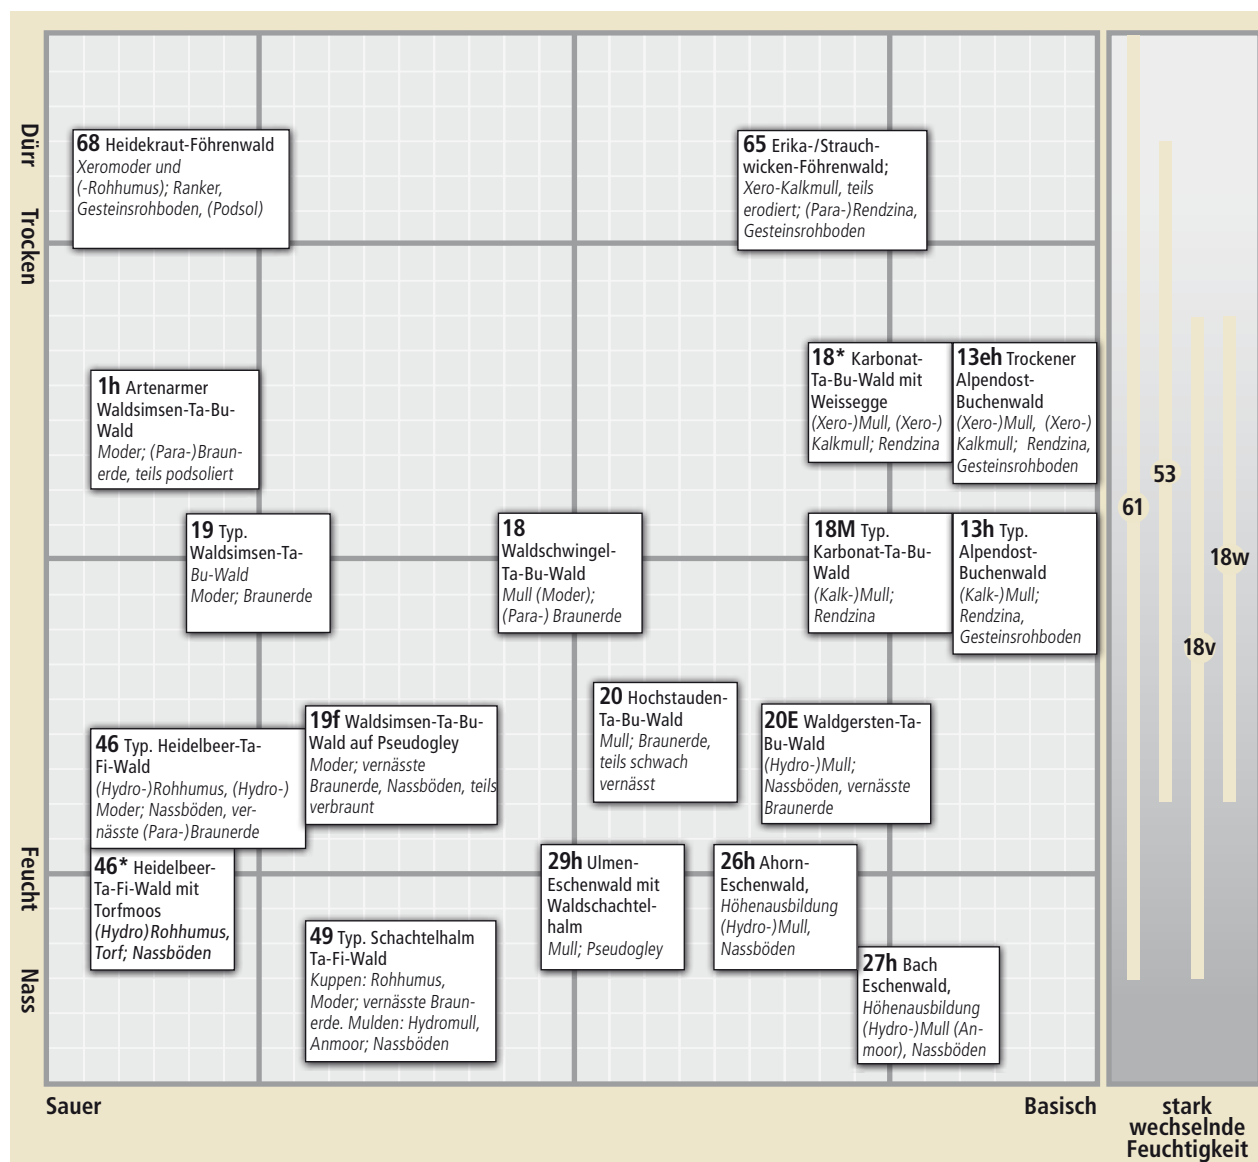 Dürr
Trocken
Feucht
Nass
68 Heidekraut-Föhrenwald
Xeromoder und
(-Rohhumus); Ranker,
Gesteinsrohboden, (Podsol)
65 Erika-/Strauch-
wicken-Föhrenwald;
Xero-Kalkmull, teils
erodiert; (Para-)Rendzina,
Gesteinsrohboden
1h Artenarmer
Waldsimsen-Ta-Bu-
Wald
Moder; (Para-)Braun-
erde, teils podsoliert
18* Karbonat-
Ta-Bu-Wald mit
Weissegge
(Xero-)Mull, (Xero-)
Kalkmull; Rendzina
13eh Trockener
Alpendost-
Buchenwald
(Xero-)Mull, (Xero-)
Kalkmull; Rendzina,
Gesteinsrohboden
19 Typ.
Waldsimsen-Ta-
Bu-Wald
Moder; Braunerde
18
Waldschwingel-
Ta-Bu-Wald
Mull (Moder);
(Para-) Braunerde
18M Typ.
Karbonat-Ta-Bu-
Wald
(Kalk-)Mull;
Rendzina
13h Typ.
Alpendost-
Buchenwald
(Kalk-)Mull;
Rendzina,
Gesteinsrohboden
46 Typ. Heidelbeer-Ta-
Fi-Wald
(Hydro-)Rohhumus, (Hydro-)
Moder; Nassböden, ver-
nässte (Para-)Braunerde
19f Waldsimsen-Ta-Bu-
Wald auf Pseudogley
Moder; vernässte
Braunerde, Nassböden, teils
verbraunt
20 Hochstauden-
Ta-Bu-Wald
Mull; Braunerde,
teils schwach
vernässt
20E Waldgersten-Ta-
Bu-Wald
(Hydro-)Mull;
Nassböden, vernässte
Braunerde
46* Heidelbeer-
Ta-Fi-Wald mit
Torfmoos
(Hydro)Rohhumus,
Torf; Nassböden
49 Typ. Schachtelhalm
Ta-Fi-Wald
Kuppen: Rohhumus,
Moder; vernässte Braun-
erde. Mulden: Hydromull,
Anmoor; Nassböden
29h Ulmen-
Eschenwald mit
Waldschachtel-
halm
Mull; Pseudogley
26h Ahorn-
Eschenwald,
Höhenausbildung
(Hydro-)Mull,
Nassböden
27h Bach
Eschenwald,
Höhenausbildung
(Hydro-)Mull (An-
moor), Nassböden
61
53
18v
18w
Sauer
Basisch
stark
wechselnde
Feuchtigkeit